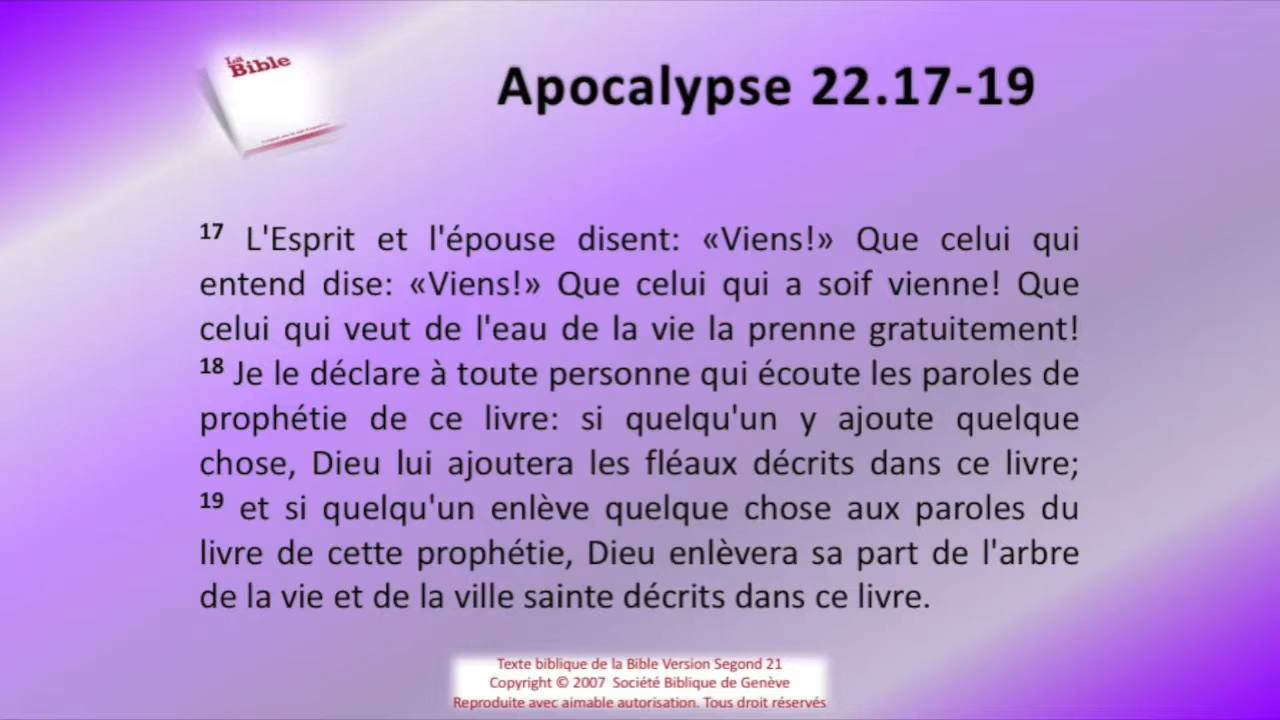 La
Bible
Apocalypse 22.17-19
17 L'Esprit et l'épouse disent: «Viens!» Que celui qui
entend dise: «Viens!» Que celui qui a soif vienne! Que
celui qui veut de l'eau de la vie la prenne gratuitement!
18 Je le déclare à toute personne qui écoute les paroles de
prophétie de ce livre: si quelqu'un y ajoute quelque
chose, Dieu lui ajoutera les fléaux décrits dans ce livre;
19 et si quelqu'un enlève quelque chose aux paroles du
livre de cette prophétie, Dieu enlèvera sa part de l'arbre
de la vie et de la ville sainte décrits dans ce livre.
Texte biblique de la Bible Version Segond 21
Copyright © 2007 Société Biblique de Genève
Reproduite avec aimable autorisation. Tous droit réservés